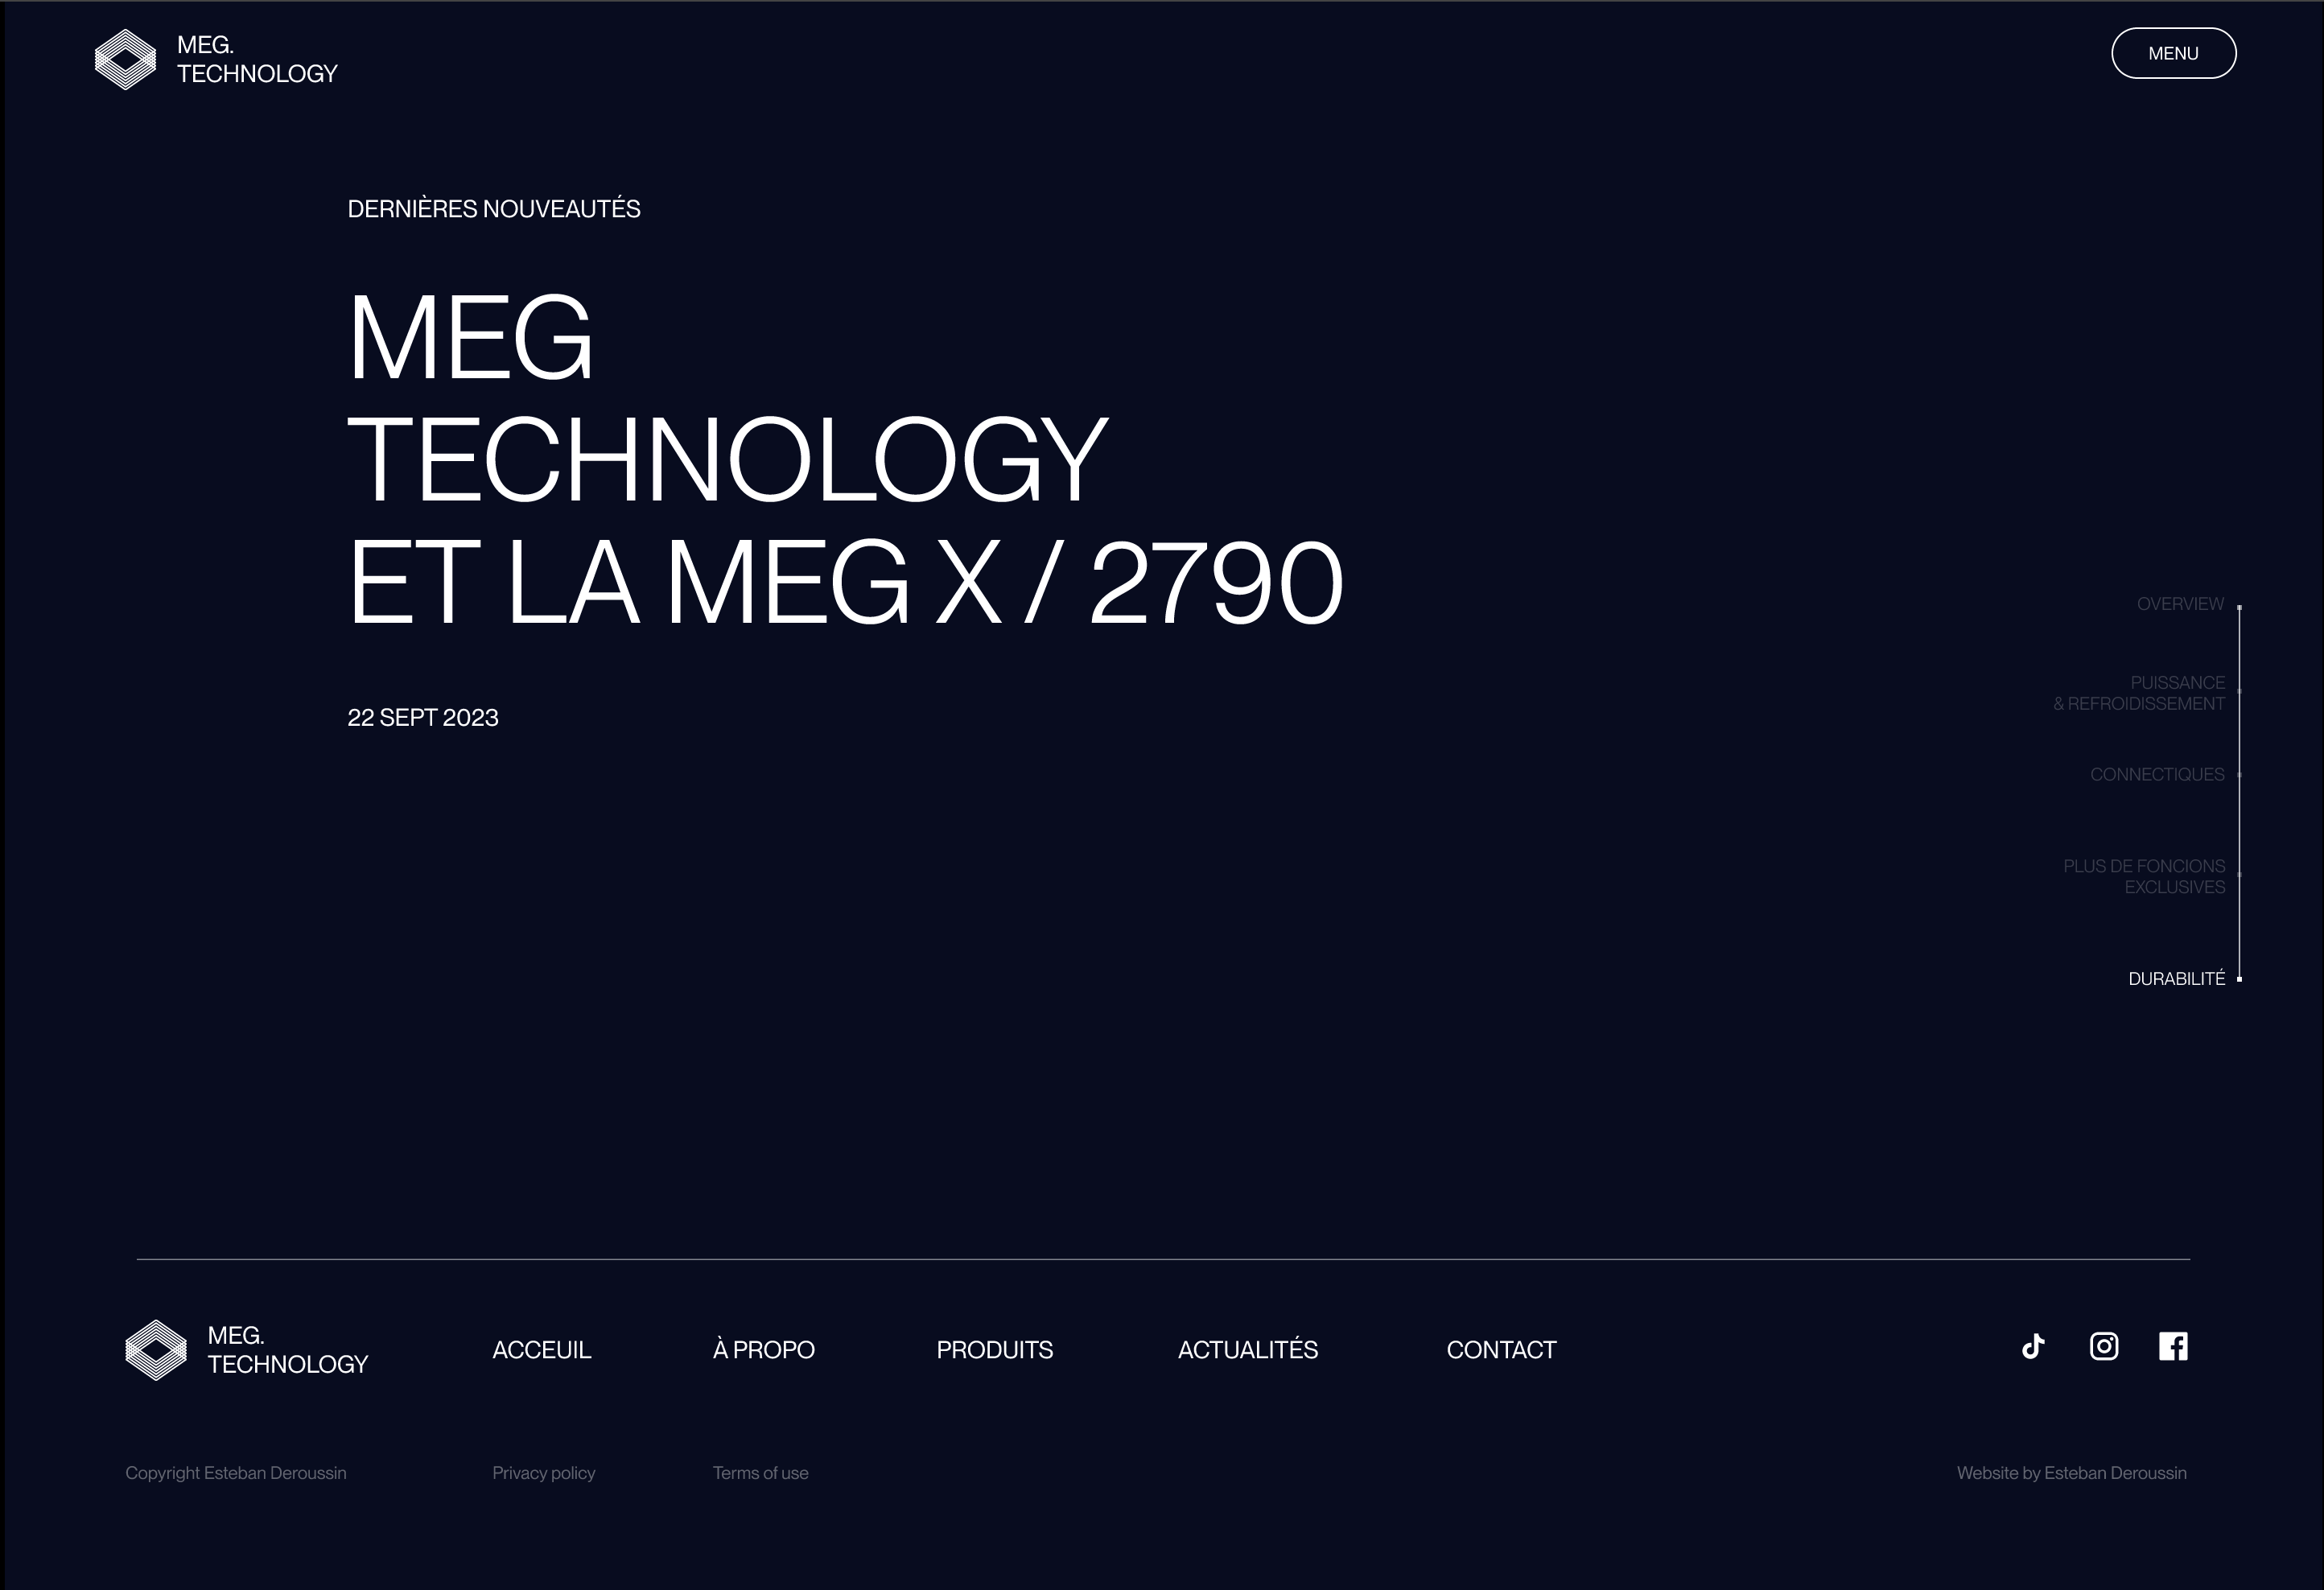 MEG.
TECHNOLOGY
MENU
DERNIÈRES NOUVEAUTÉS
MEG
TECHNOLOGY
ET LA MEG X / 2790
22 SEPT 2023
OVERVIEW
PUISSANCE
& REFROIDISSEMENT
CONNECTIQUES
PLUS DE FONCIONS
EXCLUSIVES
DURABILITÉ
MEG.
TECHNOLOGY
ACCEUIL
À PROPO
PRODUITS
ACTUALITÉS
CONTACT
Copyright Esteban Deroussin
Privacy policy
Terms of use
Website by Esteban Deroussin